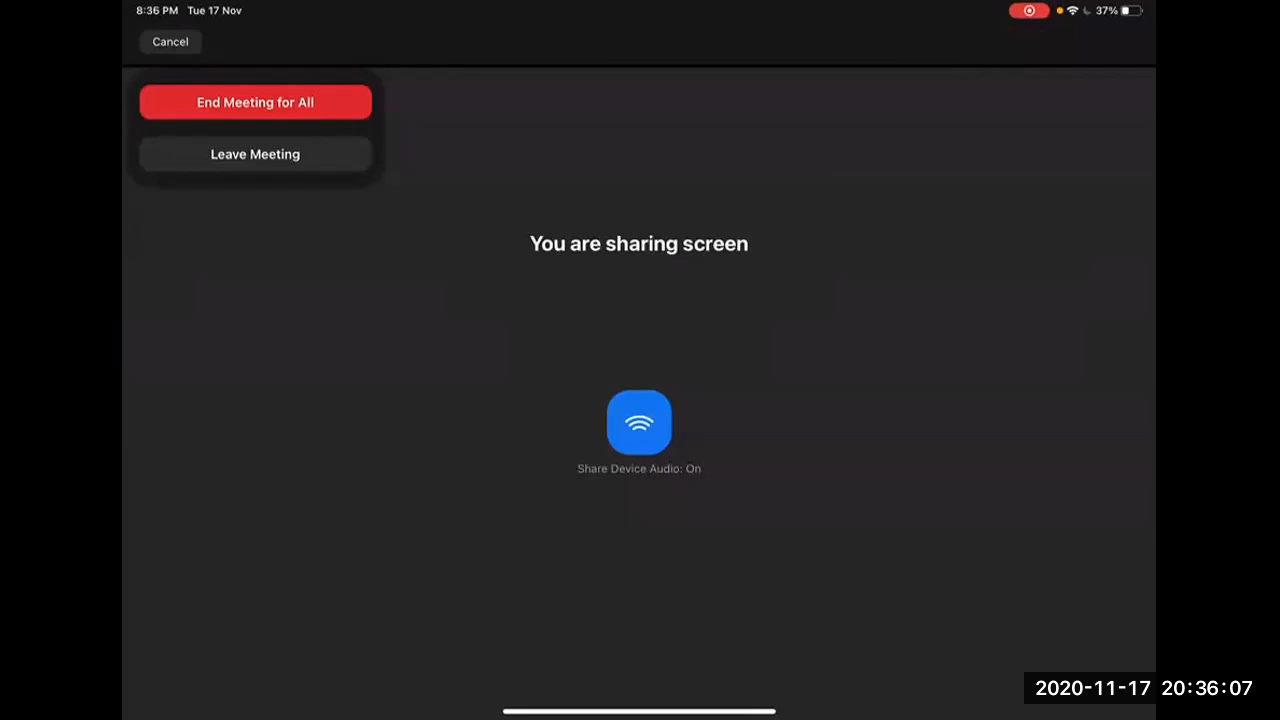 8:36 PM Tue 17 Nov 37%
Cancel
End Meeting for All
Leave Meeting
You are sharing screen
Share Device Audio: On
2020-11-17 20:36:07